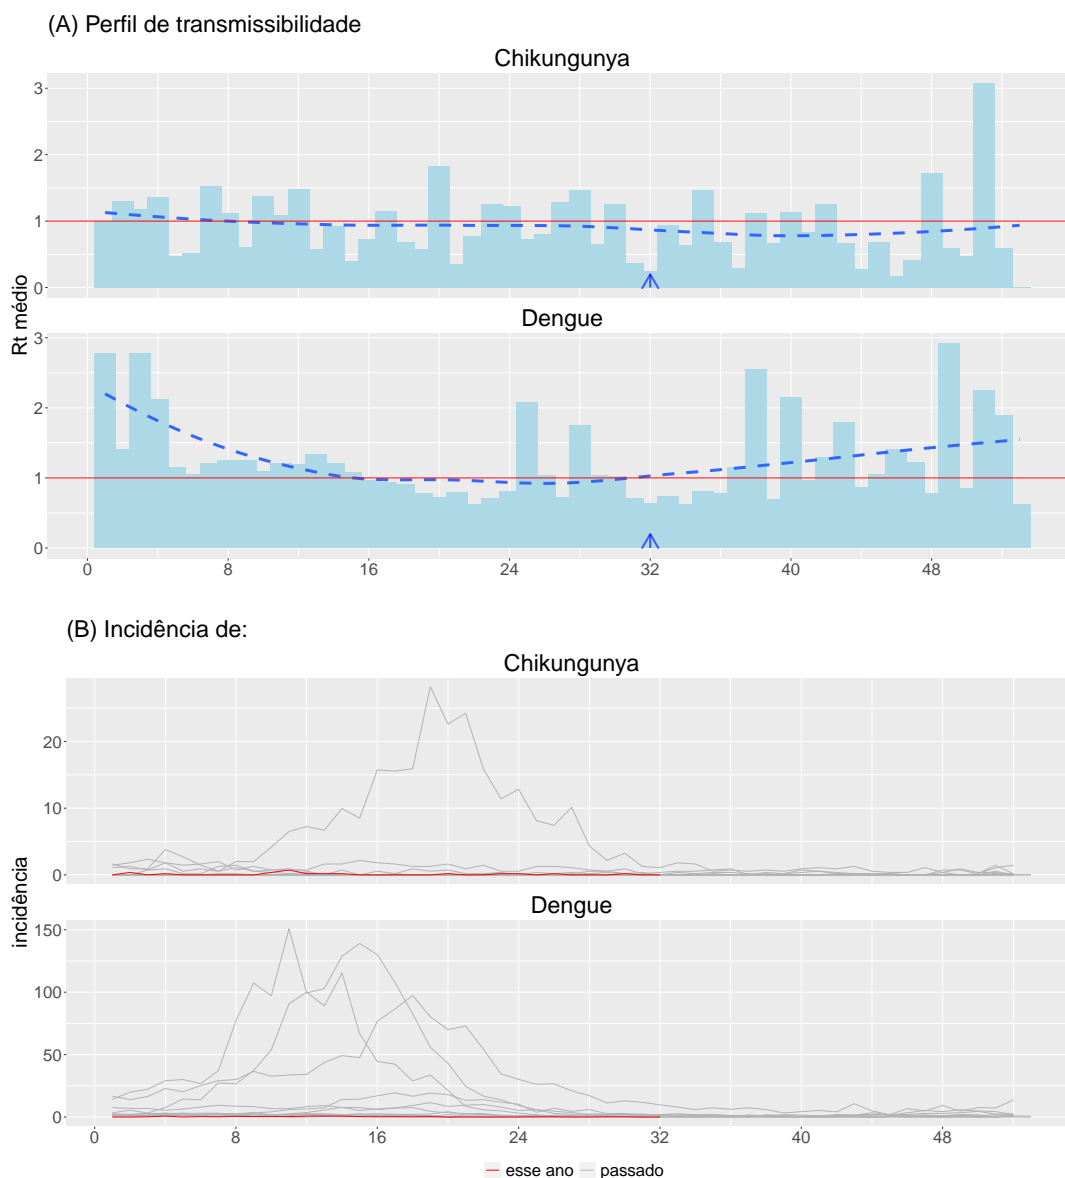 (A) Perfil de transmissibilidade
Chikungunya
3
2
1
0
Dengue
3
2
1
0
0 8 16 24 32 40 48
Rt médio
(B) Incidência de:
Chikungunya
20
10
0
Dengue
150
100
50
0
0 8 16 24 32 40 48
incidência
esse ano passado